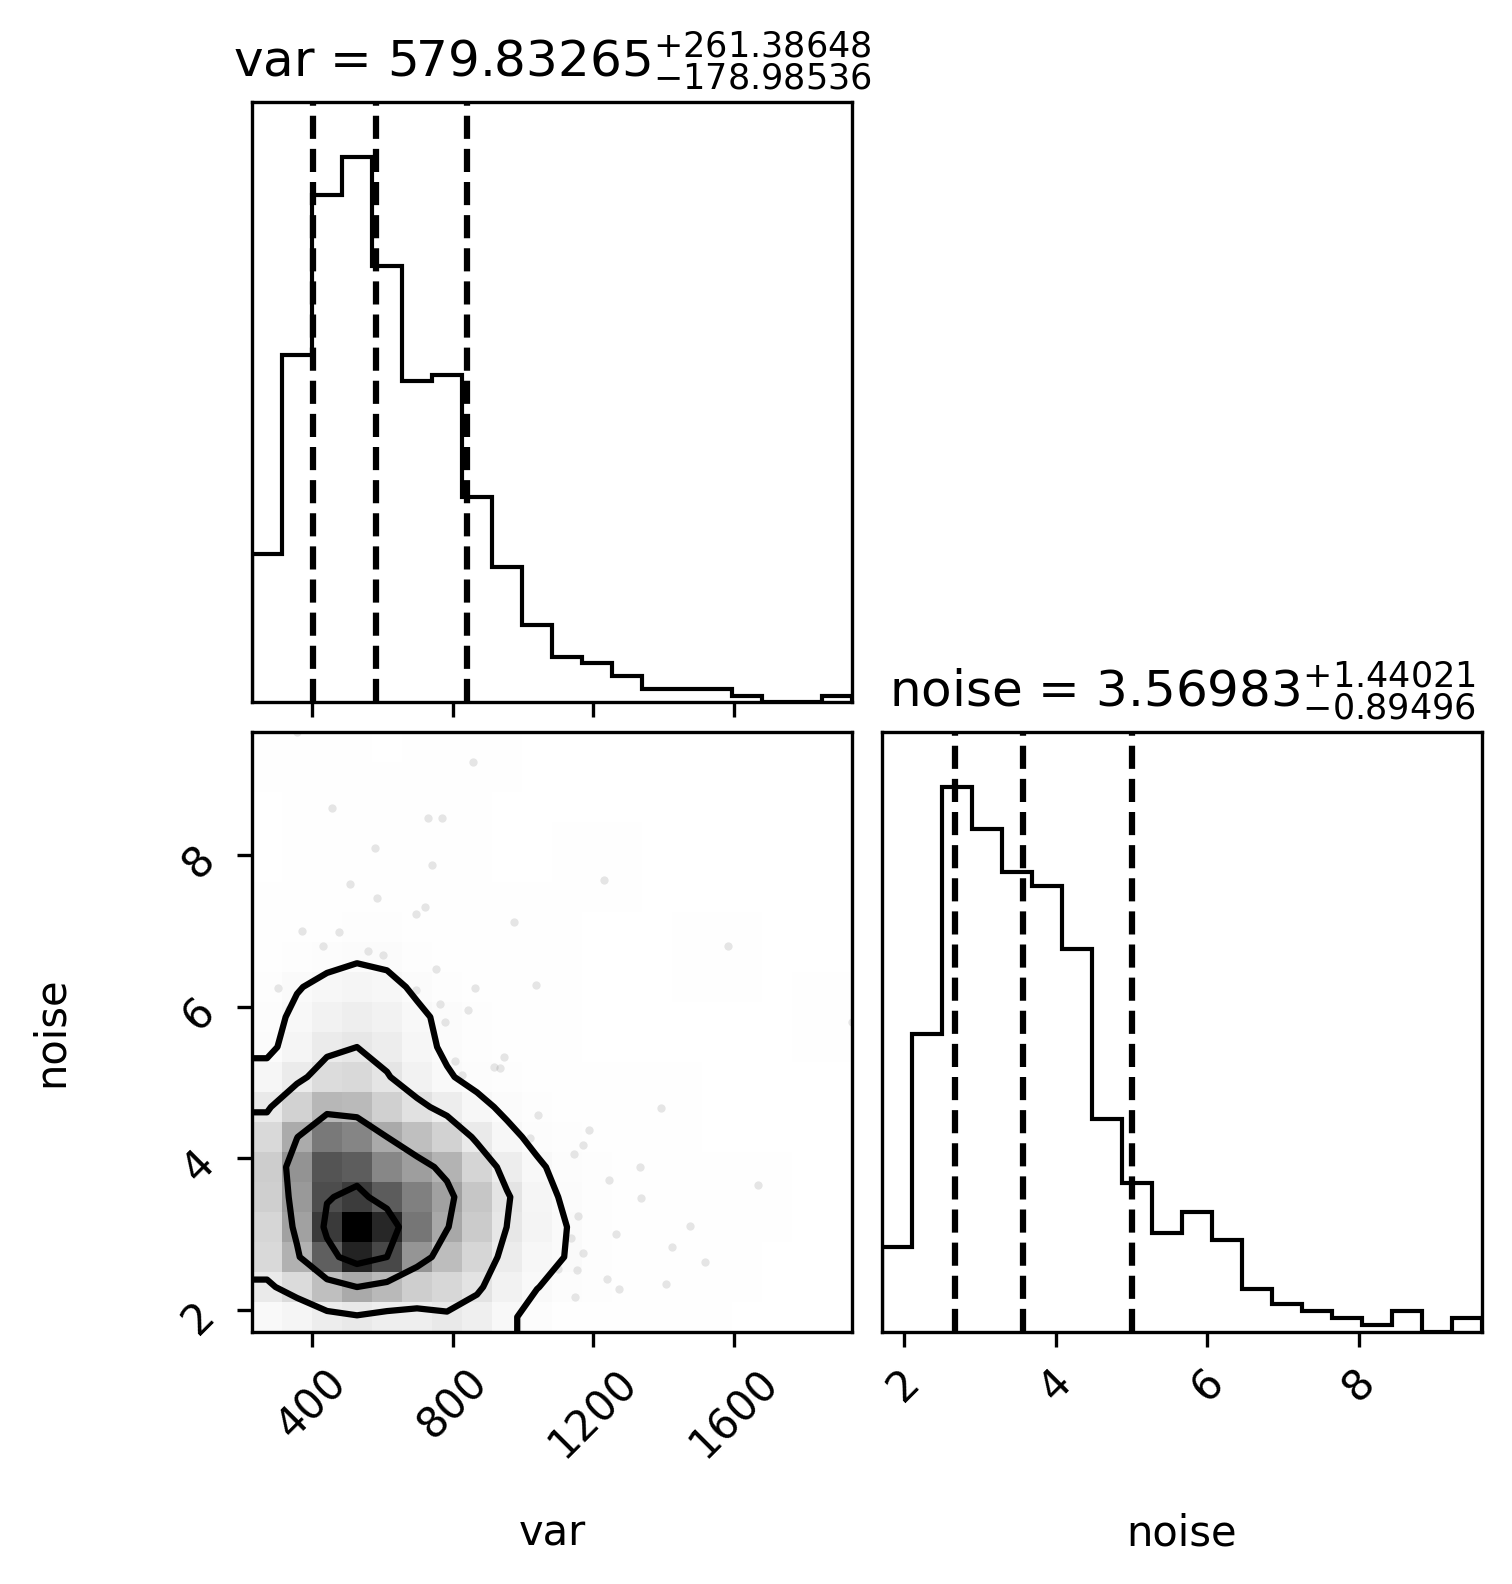 var = 579.83265+261.38648−178.98536
noise = 3.56983+1.44021−0.89496
noise
8
6
4
2
400 800 1200 1600
2 4 6 8
var
noise